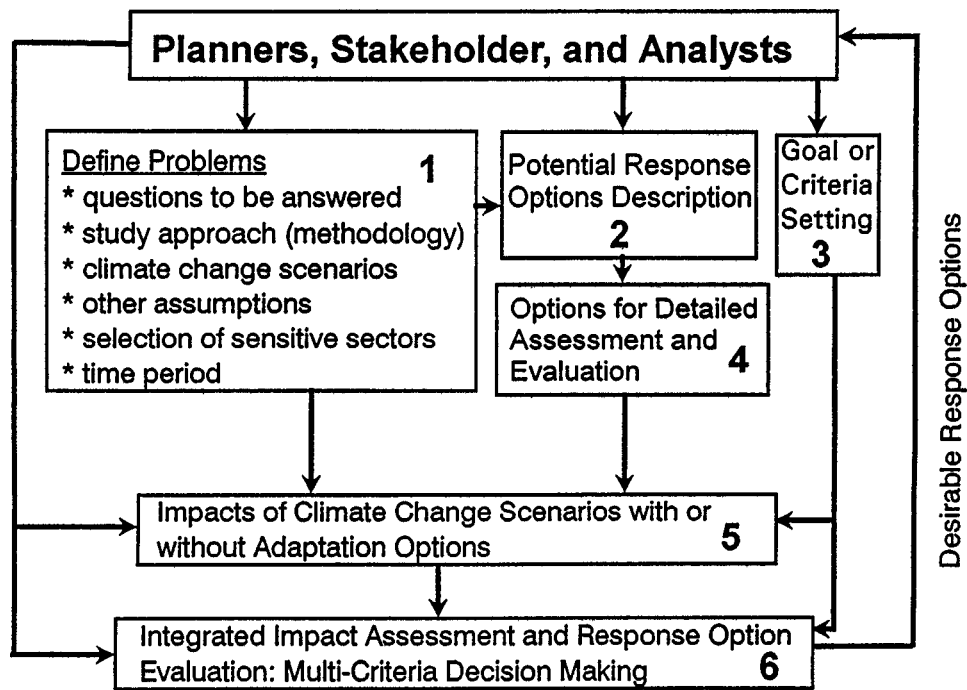 Planners, Stakeholder, and Analysts
Define Problems 1
* questions to be answered
* study approach (methodology)
* climate change scenarios
* other assumptions
* selection of sensitive sectors
* time period
Potential Response
Options Description
2
Goal or
Criteria
Setting
3
Options for Detailed
Assessment and
Evaluation 4
Impacts of Climate Change Scenarios with or
without Adaptation Options 5
Integrated Impact Assessment and Response Option
Evaluation: Multi-Criteria Decision Making 6
Desirable Response Options